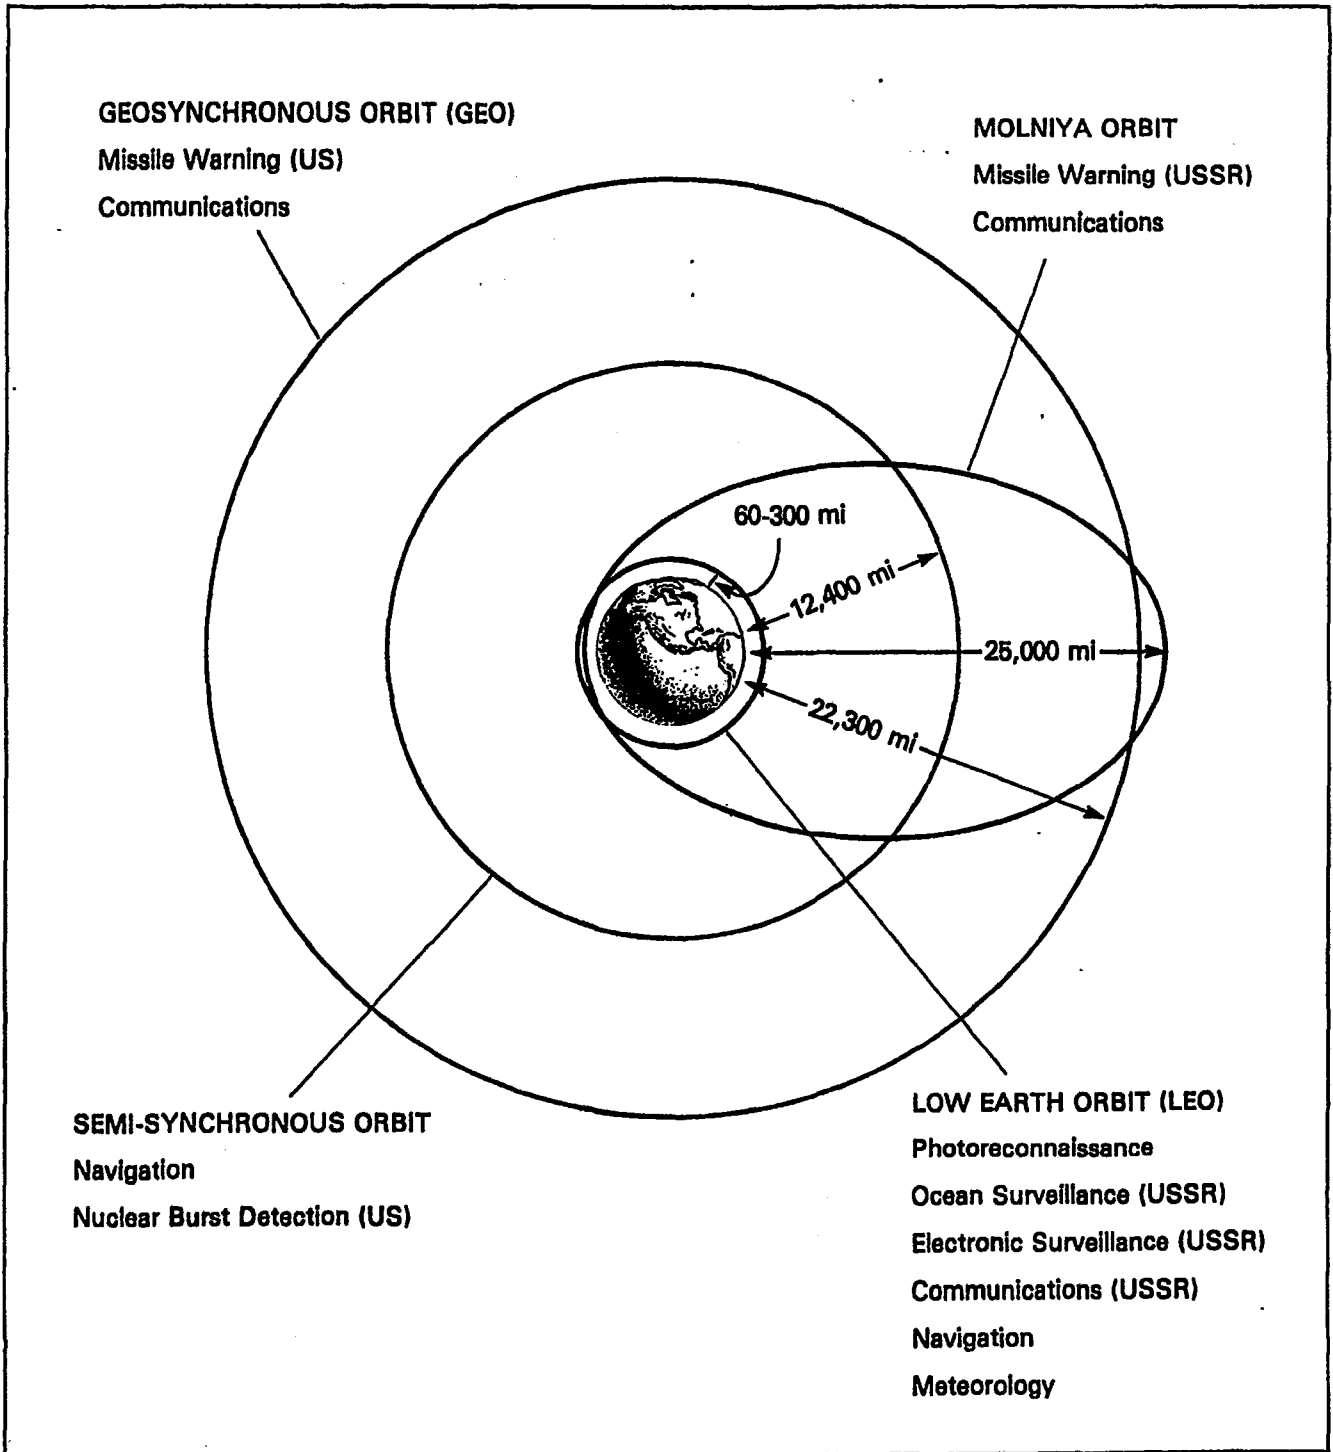 GEOSYNCHRONOUS ORBIT (GEO)
Missile Warning (US)
Communications
MOLNIYA ORBIT
Missile Warning (USSR)
Communications
60-300 mi
12,400 mi
25,000 mi
22,300 mi
SEMI-SYNCHRONOUS ORBIT
Navigation
Nuclear Burst Detection (US)
LOW EARTH ORBIT (LEO)
Photoreconnaissance
Ocean Surveillance (USSR)
Electronic Surveillance (USSR)
Communications (USSR)
Navigation
Meteorology